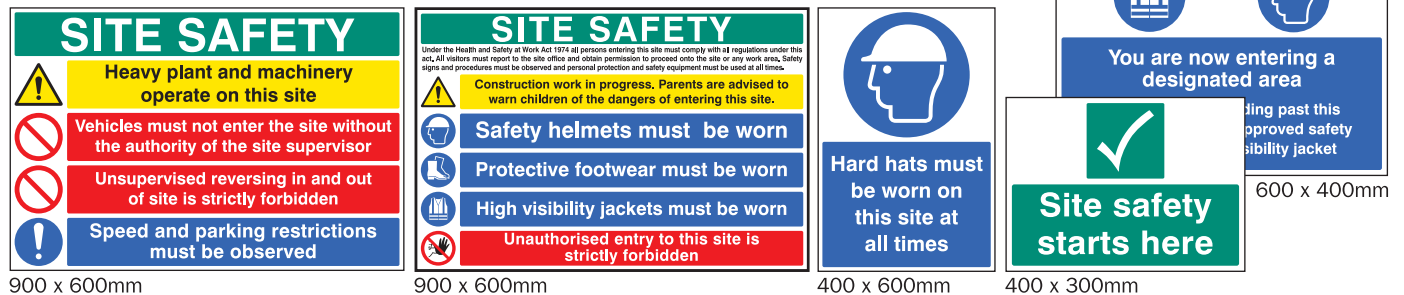 SITE SAFETY
Heavy plant and machinery
operate on this site
Vehicles must not enter the site without
the authority of the site supervisor
Unsupervised reversing in and out
of site is strictly forbidden
Speed and parking restrictions
must be observed
900 x 600mm
SITE SAFETY
Under the Health and Safety at Work Act 1974 all persons entering this site must comply with all regulations under this
act. All visitors must report to the site office and obtain permission to proceed onto the site or any work area. Safety
signs and procedures must be observed and personal protection and safety equipment must be used at all times.
Construction work in progress. Parents are advised to
warn children of the dangers of entering this site.
Safety helmets must be worn
Protective footwear must be worn
High visibility jackets must be worn
Unauthorised entry to this site is
strictly forbidden
900 x 600mm
Hard hats must
be worn on
this site at
all times
400 x 600mm
You are now entering a
designated area
past this
safety
jacket
600 x 400mm
Site safety
starts here
400 x 300mm